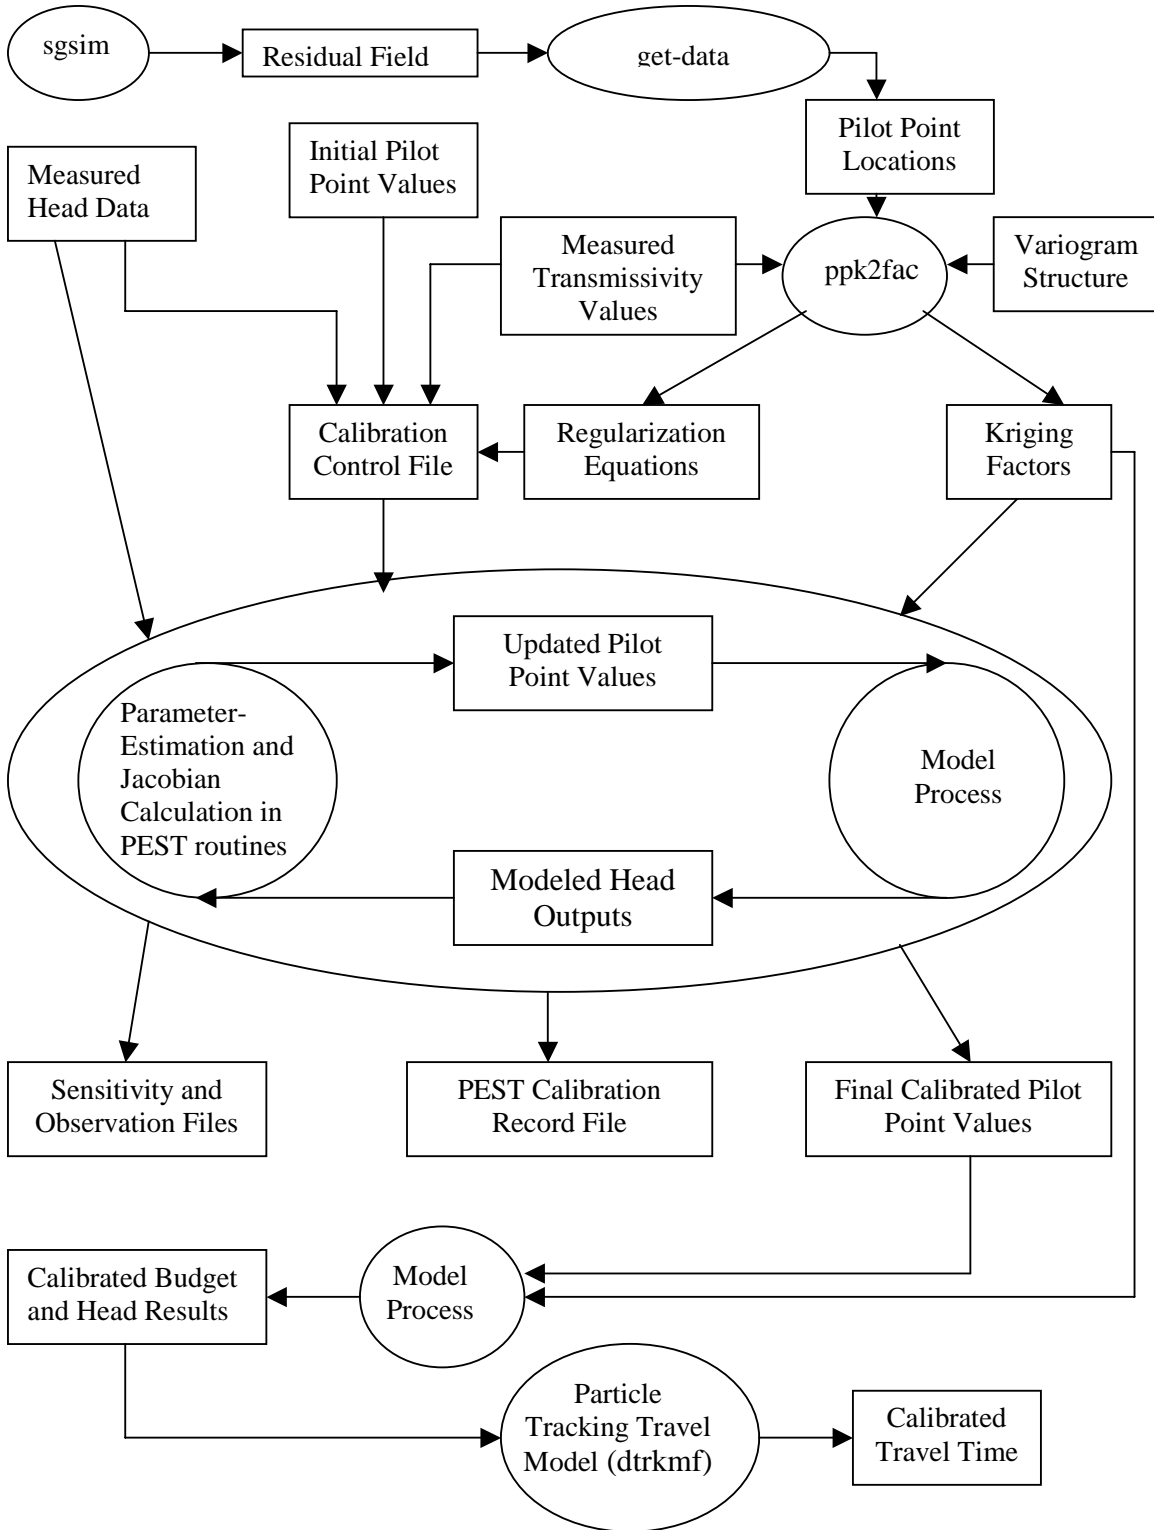 sgsim
Residual Field
get-data
Pilot Point
Locations
Initial Pilot
Point Values
Measured
Head Data
Measured
Transmissivity
Values
ppk2fac
Variogram
Structure
Calibration
Control File
Regularization
Equations
Kriging
Factors
Updated Pilot
Point Values
Parameter-
Estimation and
Jacobian
Calculation in
PEST routines
Model
Process
Modeled Head
Outputs
Sensitivity and
Observation Files
PEST Calibration
Record File
Final Calibrated Pilot
Point Values
Calibrated Budget
and Head Results
Model
Process
Particle
Tracking Travel
Model (dtrkmf)
Calibrated
Travel Time